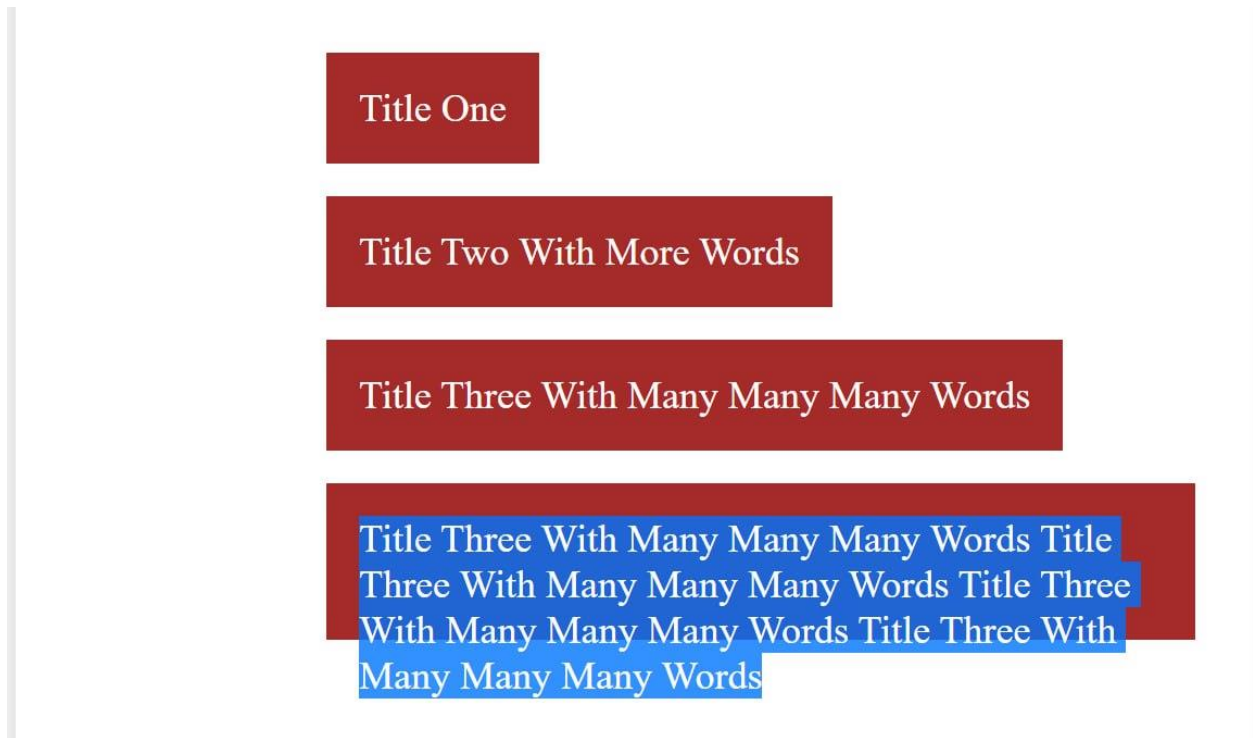 Title One
Title Two With More Words
Title Three With Many Many Many Words
Title Three With Many Many Many Words Title
Three With Many Many Many Words Title Three
With Many Many Many Words Title Three With
Many Many Many Words